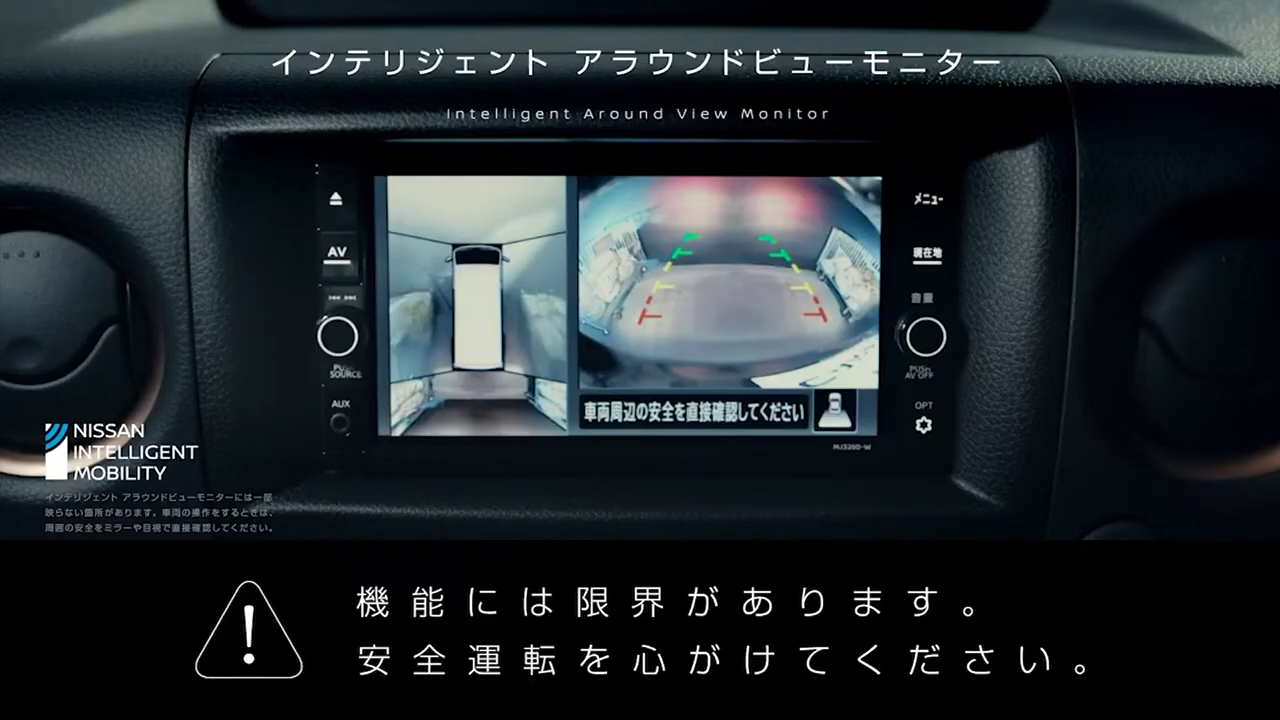 インテリジェント アラウンドビューモニター
Intelligent Around View Monitor
メニュー
AV
現在地
音量
PUSH
SOURCE
PUSH
AV OFF
AUX
OPT
車両周辺の安全を直接確認してください
MJ320D-W
NISSAN
INTELLIGENT
MOBILITY
インテリジェント アラウンドビューモニターには一部
映らない箇所があります。車両の操作をするときは、
周囲の安全をミラーや目視で直接確認してください。
機能には限界があります。
安全運転を心がけてください。